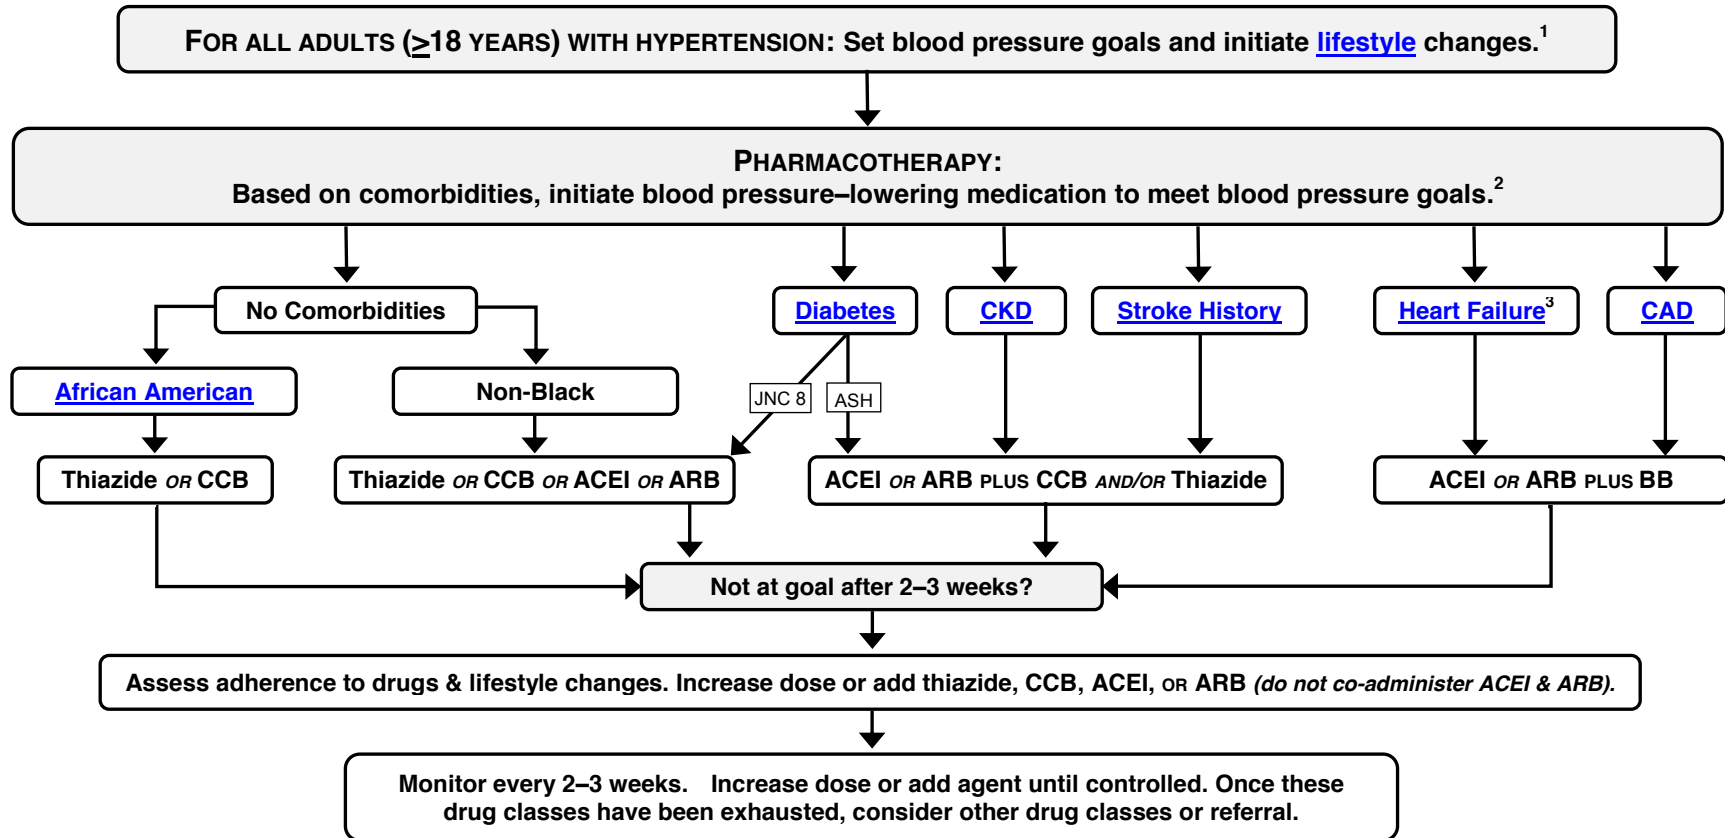 FOR ALL ADULTS (≥18 YEARS) WITH HYPERTENSION: Set blood pressure goals and initiate lifestyle changes.1
PHARMACOTHERAPY:
Based on comorbidities, initiate blood pressure–lowering medication to meet blood pressure goals.2
No Comorbidities
Diabetes
CKD
Stroke History
Heart Failure3
CAD
African American
Non-Black
JNC 8
ASH
Thiazide OR CCB
Thiazide OR CCB OR ACEI OR ARB
ACEI OR ARB PLUS CCB AND/OR Thiazide
ACEI OR ARB PLUS BB
Not at goal after 2–3 weeks?
Assess adherence to drugs & lifestyle changes. Increase dose or add thiazide, CCB, ACEI, OR ARB (do not co-administer ACEI & ARB).
Monitor every 2–3 weeks. Increase dose or add agent until controlled. Once these
drug classes have been exhausted, consider other drug classes or referral.